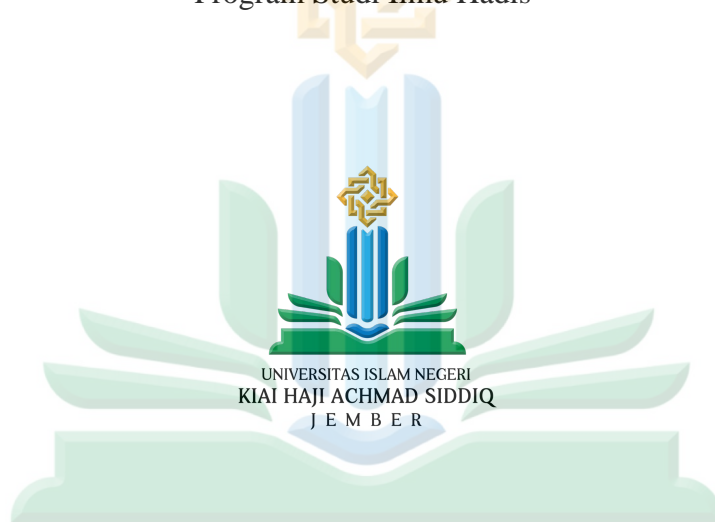 Program Studi Ilmu Hadis
UNIVERSITAS ISLAM NEGERI
KIAI HAJI ACHMAD SIDDIQ
J E M B E R